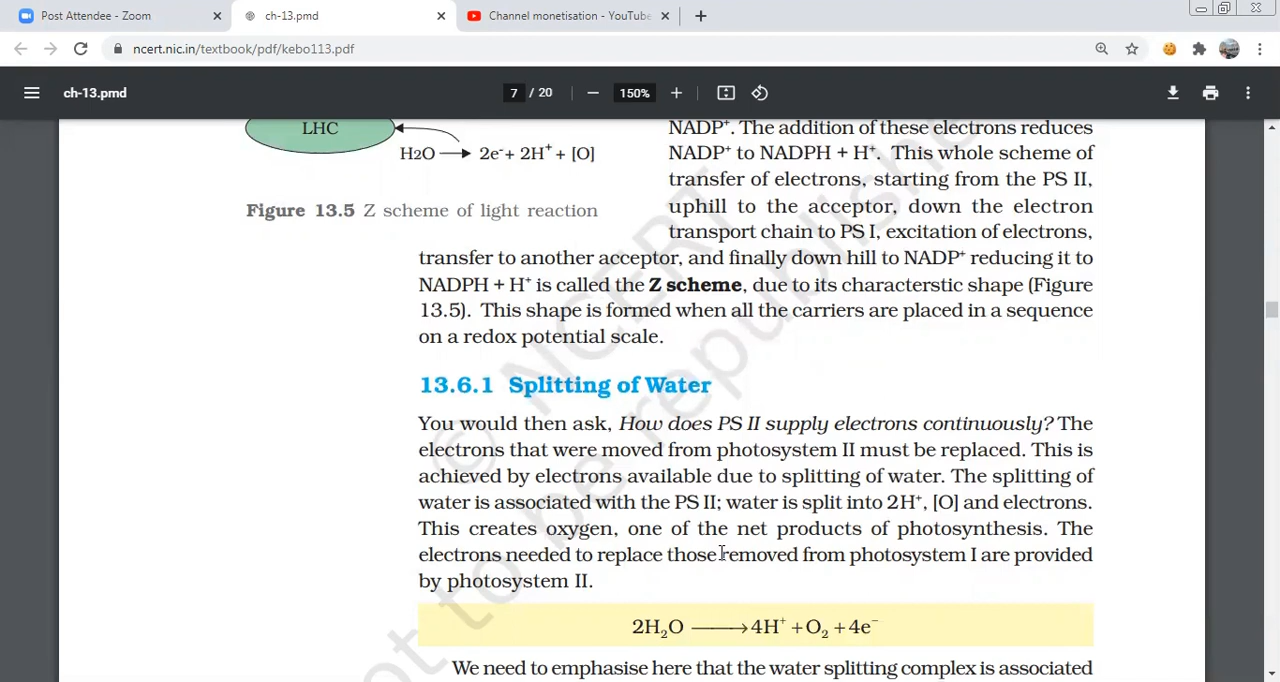 Post Attendee - Zoom
ch-13.pmd
Channel monetisation - YouTube
ncert.nic.in/textbook/pdf/kebo113.pdf
ch-13.pmd
7 / 20
150%
LHC
H2O → 2e⁻+ 2H⁺ + [O]
Figure 13.5 Z scheme of light reaction
NADP⁺. The addition of these electrons reduces
NADP⁺ to NADPH + H⁺. This whole scheme of
transfer of electrons, starting from the PS II,
uphill to the acceptor, down the electron
transport chain to PS I, excitation of electrons,
transfer to another acceptor, and finally down hill to NADP⁺ reducing it to
NADPH + H⁺ is called the Z scheme, due to its characterstic shape (Figure
13.5). This shape is formed when all the carriers are placed in a sequence
on a redox potential scale.
13.6.1 Splitting of Water
You would then ask, How does PS II supply electrons continuously? The
electrons that were moved from photosystem II must be replaced. This is
achieved by electrons available due to splitting of water. The splitting of
water is associated with the PS II; water is split into 2H⁺, [O] and electrons.
This creates oxygen, one of the net products of photosynthesis. The
electrons needed to replace those removed from photosystem I are provided
by photosystem II.
2H₂O ⟶ 4H⁺ + O₂ + 4e⁻
We need to emphasise here that the water splitting complex is associated
© NCERT
not to be republishe